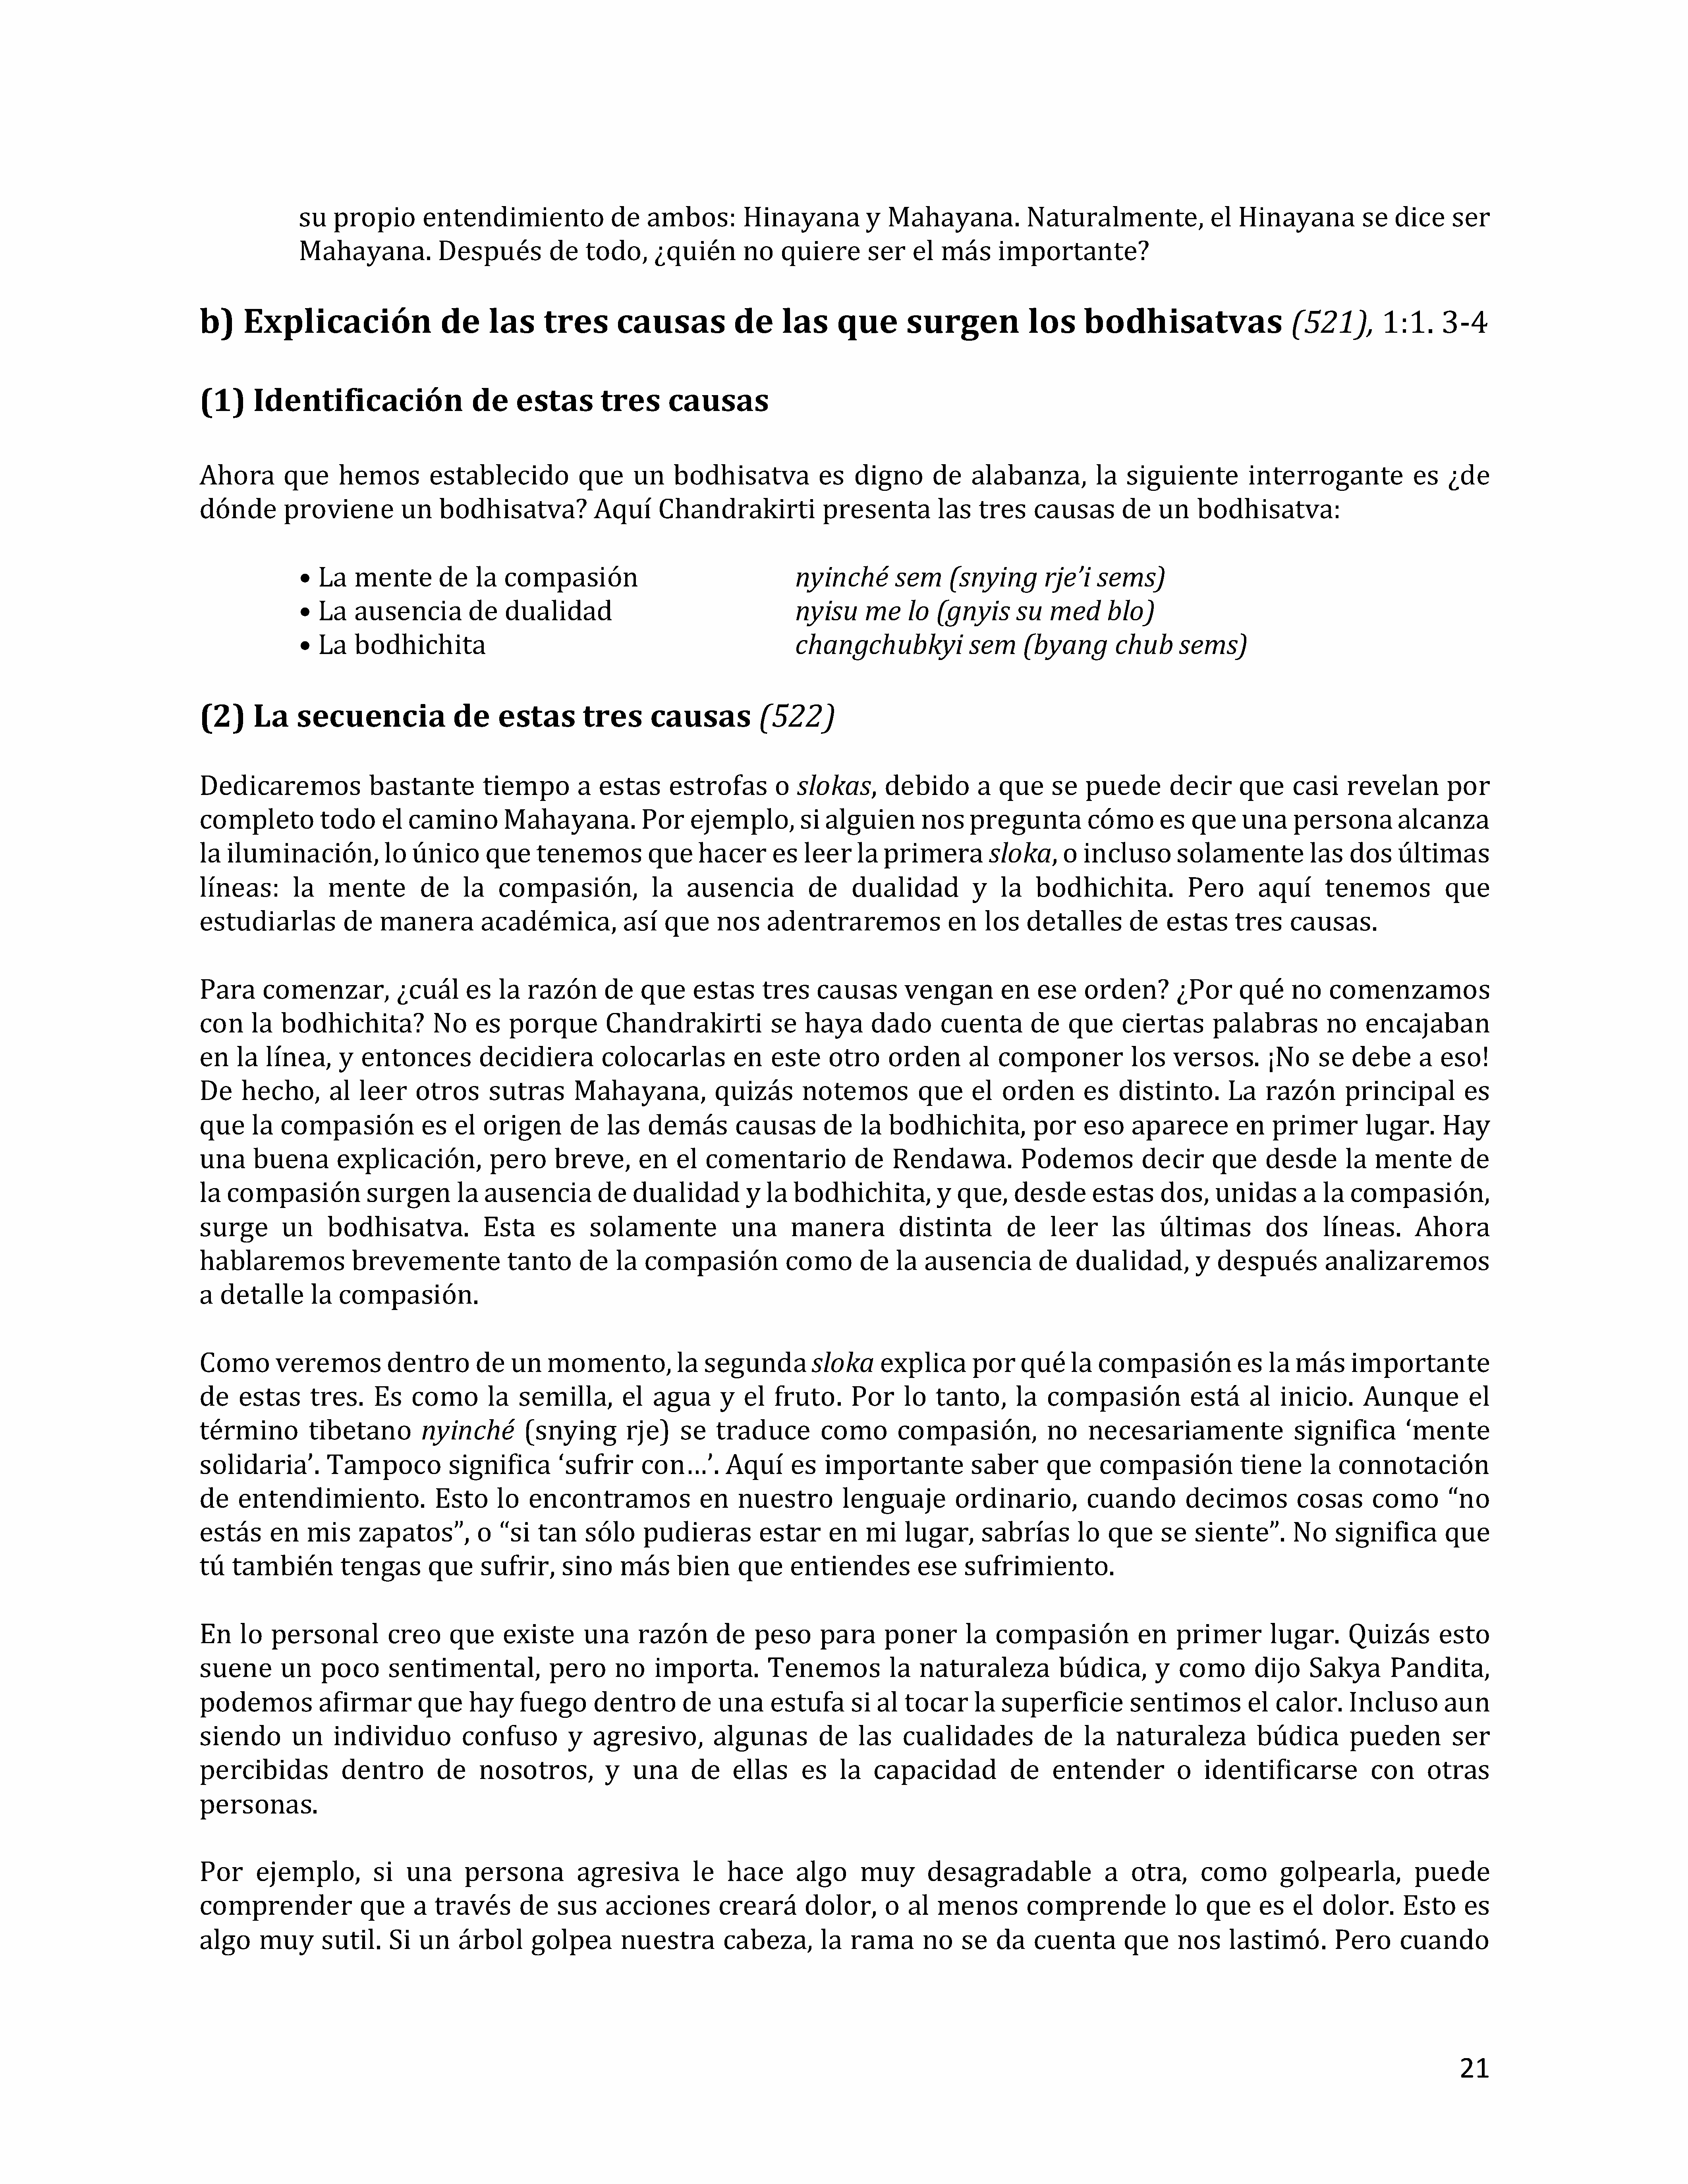 su propio entendimiento de ambos: Hinayana y Mahayana. Naturalmente, el Hinayana se dice ser
Mahayana. Después de todo, ¿quién no quiere ser el más importante?
b) Explicación de las tres causas de las que surgen los bodhisatvas (521), 1:1. 3-4
(1) Identificación de estas tres causas
Ahora que hemos establecido que un bodhisatva es digno de alabanza, la siguiente interrogante es ¿de
dónde proviene un bodhisatva? Aquí Chandrakirti presenta las tres causas de un bodhisatva:
• La mente de la compasión nyinché sem (snying rje’i sems)
• La ausencia de dualidad nyisu me lo (gnyis su med blo)
• La bodhichita changchubkyi sem (byang chub sems)
(2) La secuencia de estas tres causas (522)
Dedicaremos bastante tiempo a estas estrofas o slokas, debido a que se puede decir que casi revelan por
completo todo el camino Mahayana. Por ejemplo, si alguien nos pregunta cómo es que una persona alcanza
la iluminación, lo único que tenemos que hacer es leer la primera sloka, o incluso solamente las dos últimas
líneas: la mente de la compasión, la ausencia de dualidad y la bodhichita. Pero aquí tenemos que
estudiarlas de manera académica, así que nos adentraremos en los detalles de estas tres causas.
Para comenzar, ¿cuál es la razón de que estas tres causas vengan en ese orden? ¿Por qué no comenzamos
con la bodhichita? No es porque Chandrakirti se haya dado cuenta de que ciertas palabras no encajaban
en la línea, y entonces decidiera colocarlas en este otro orden al componer los versos. ¡No se debe a eso!
De hecho, al leer otros sutras Mahayana, quizás notemos que el orden es distinto. La razón principal es
que la compasión es el origen de las demás causas de la bodhichita, por eso aparece en primer lugar. Hay
una buena explicación, pero breve, en el comentario de Rendawa. Podemos decir que desde la mente de
la compasión surgen la ausencia de dualidad y la bodhichita, y que, desde estas dos, unidas a la compasión,
surge un bodhisatva. Esta es solamente una manera distinta de leer las últimas dos líneas. Ahora
hablaremos brevemente tanto de la compasión como de la ausencia de dualidad, y después analizaremos
a detalle la compasión.
Como veremos dentro de un momento, la segunda sloka explica por qué la compasión es la más importante
de estas tres. Es como la semilla, el agua y el fruto. Por lo tanto, la compasión está al inicio. Aunque el
término tibetano nyinché (snying rje) se traduce como compasión, no necesariamente significa ‘mente
solidaria’. Tampoco significa ‘sufrir con…’. Aquí es importante saber que compasión tiene la connotación
de entendimiento. Esto lo encontramos en nuestro lenguaje ordinario, cuando decimos cosas como “no
estás en mis zapatos”, o “si tan sólo pudieras estar en mi lugar, sabrías lo que se siente”. No significa que
tú también tengas que sufrir, sino más bien que entiendes ese sufrimiento.
En lo personal creo que existe una razón de peso para poner la compasión en primer lugar. Quizás esto
suene un poco sentimental, pero no importa. Tenemos la naturaleza búdica, y como dijo Sakya Pandita,
podemos afirmar que hay fuego dentro de una estufa si al tocar la superficie sentimos el calor. Incluso aun
siendo un individuo confuso y agresivo, algunas de las cualidades de la naturaleza búdica pueden ser
percibidas dentro de nosotros, y una de ellas es la capacidad de entender o identificarse con otras
personas.
Por ejemplo, si una persona agresiva le hace algo muy desagradable a otra, como golpearla, puede
comprender que a través de sus acciones creará dolor, o al menos comprende lo que es el dolor. Esto es
algo muy sutil. Si un árbol golpea nuestra cabeza, la rama no se da cuenta que nos lastimó. Pero cuando
21